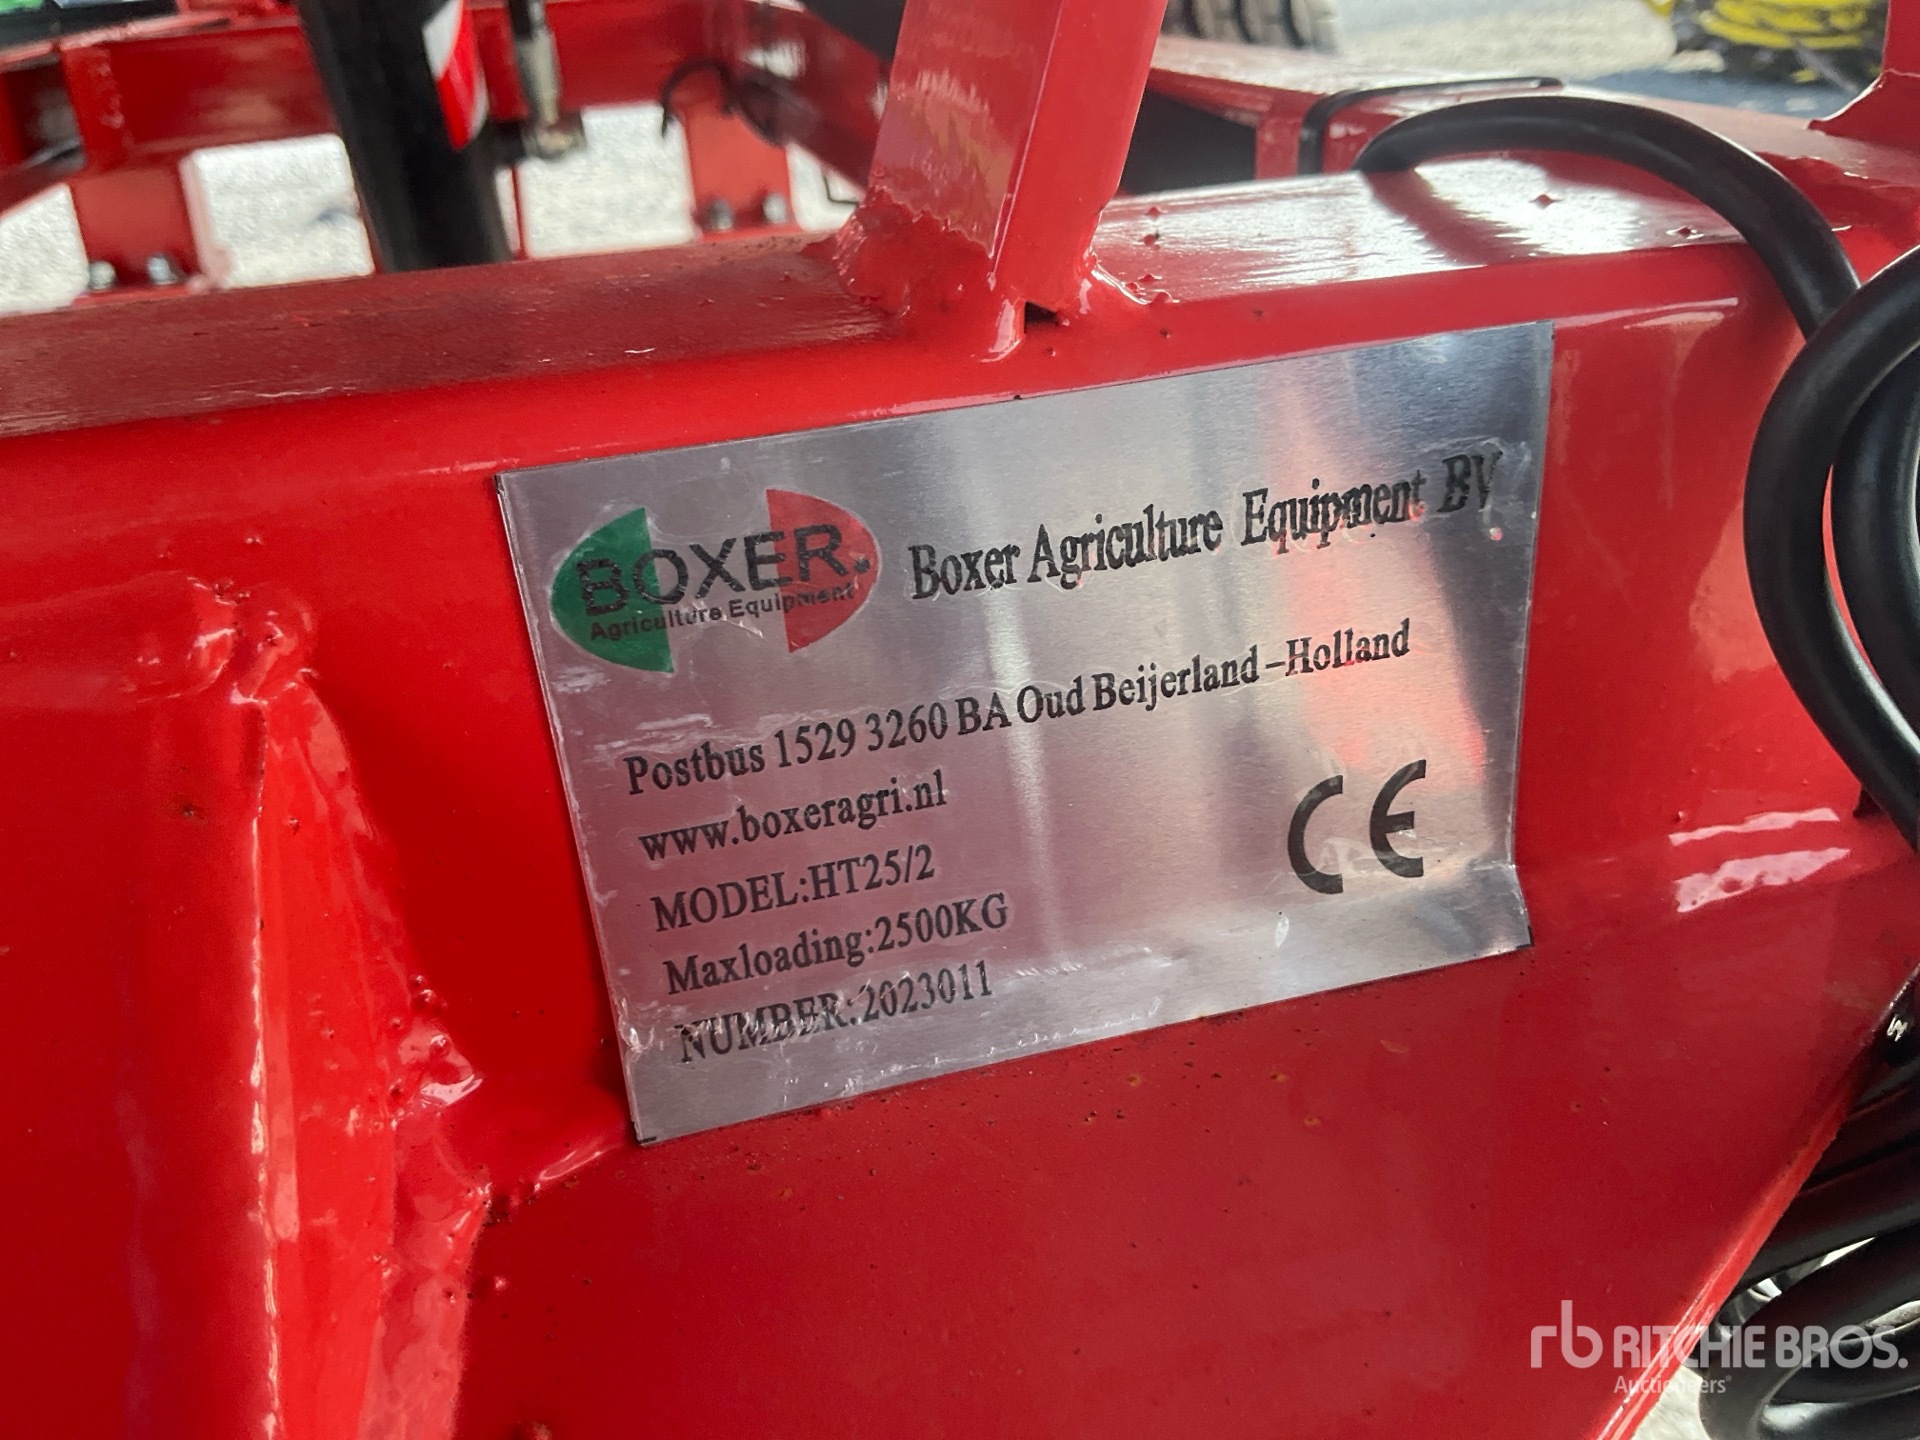 BOXER.
Agriculture Equipment
Boxer Agriculture Equipment BV
Postbus 1529 3260 BA Oud Beijerland-Holland
www.boxeragri.nl
MODEL:HT25/2
Maxloading:2500KG
NUMBER:2023011
CE
rb RITCHIE BROS.
Auctioneers®